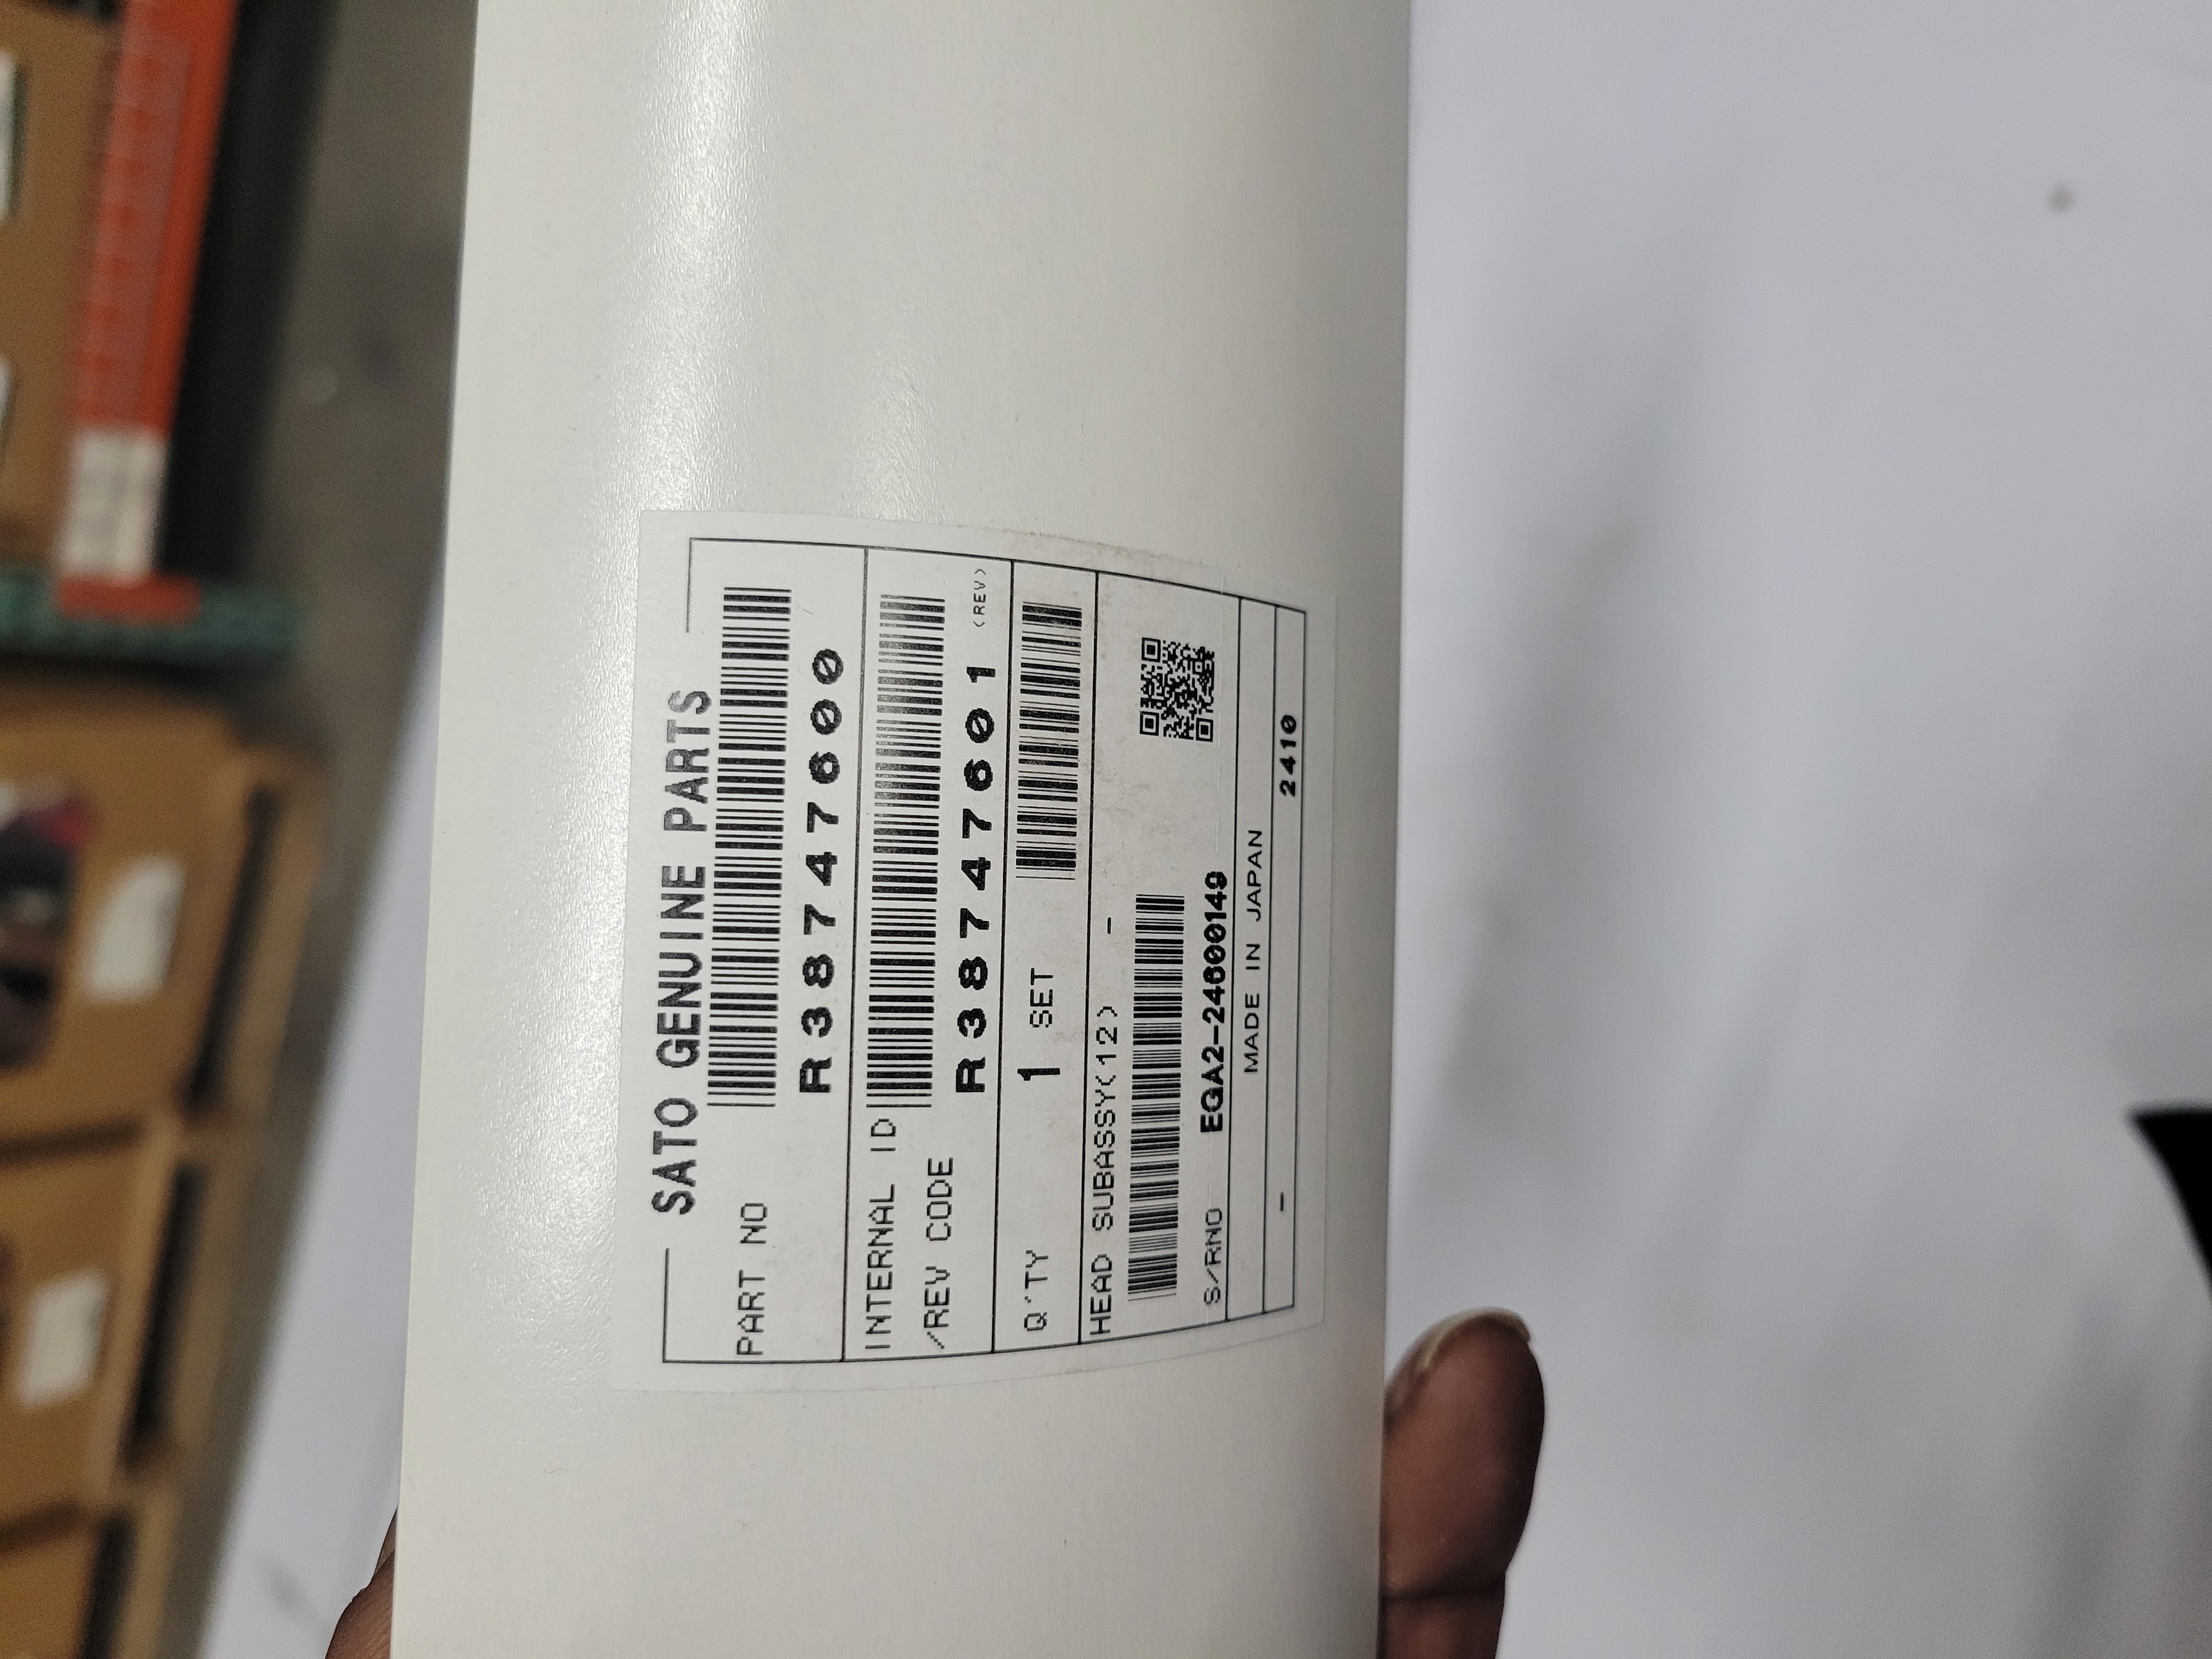 SATO GENUINE PARTS
PART NO
R38747600
INTERNAL ID
/REV CODE
R38747601 (REV)
Q'TY 1 SET
HEAD SUBASSY(12) -
S/RNO EGA2-24600149
MADE IN JAPAN
- 2410